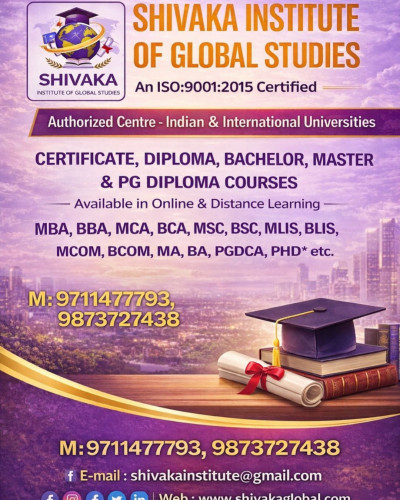 SHIVAKA
INSTITUTE OF GLOBAL STUDIES
SHIVAKA INSTITUTE
OF GLOBAL STUDIES
An ISO:9001:2015 Certified
Authorized Centre - Indian & International Universities
CERTIFICATE, DIPLOMA, BACHELOR, MASTER
& PG DIPLOMA COURSES
Available in Online & Distance Learning
MBA, BBA, MCA, BCA, MSC, BSC, MLIS, BLIS,
MCOM, BCOM, MA, BA, PGDCA, PHD* etc.
M: 9711477793,
9873727438
M: 9711477793, 9873727438
E-mail : shivakainstitute@gmail.com
Web : www.shivakaglobal.com